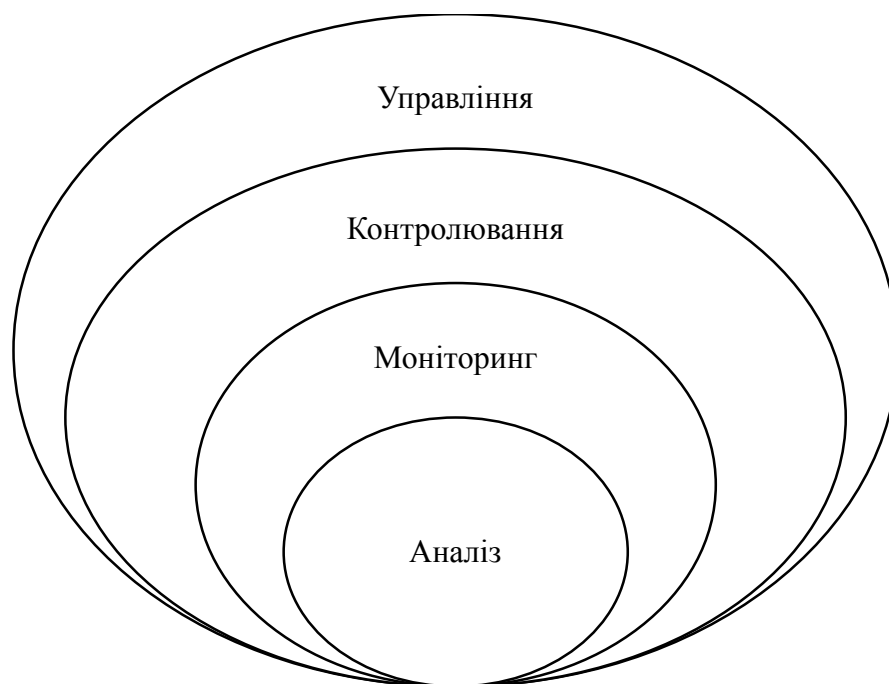 Управління
Контролювання
Моніторинг
Аналіз